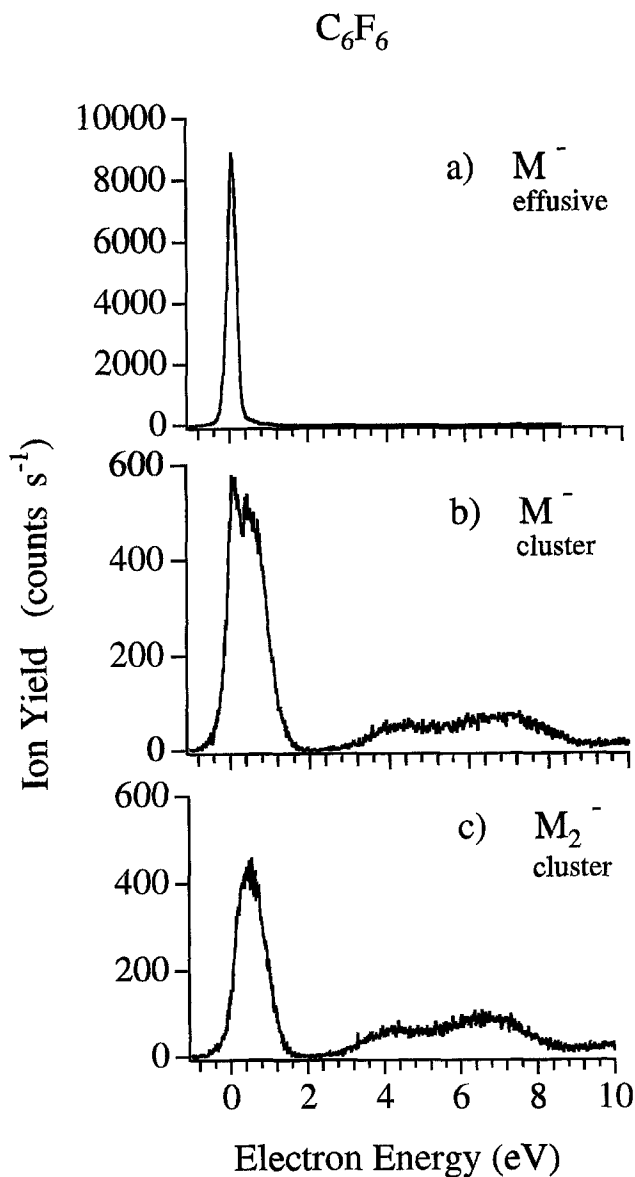 C₆F₆
10000
8000
6000
4000
2000
0
a) M⁻
effusive
600
400
200
0
b) M⁻
cluster
600
400
200
0
c) M₂⁻
cluster
0 2 4 6 8 10
Electron Energy (eV)
Ion Yield (counts s⁻¹)